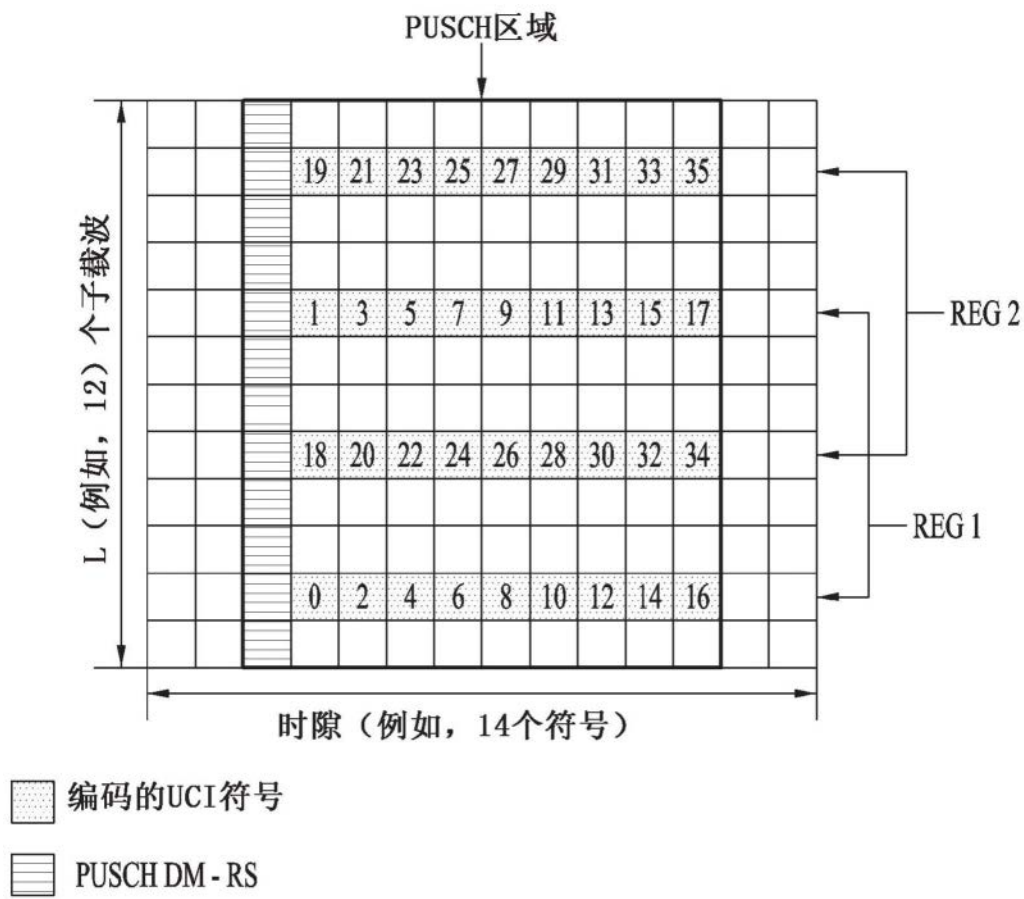 PUSCH区域
19 21 23 25 27 29 31 33 35
1 3 5 7 9 11 13 15 17
REG 2
18 20 22 24 26 28 30 32 34
REG 1
0 2 4 6 8 10 12 14 16
L(例如，12)个子载波
时隙(例如，14个符号)
编码的UCI符号
PUSCH DM - RS